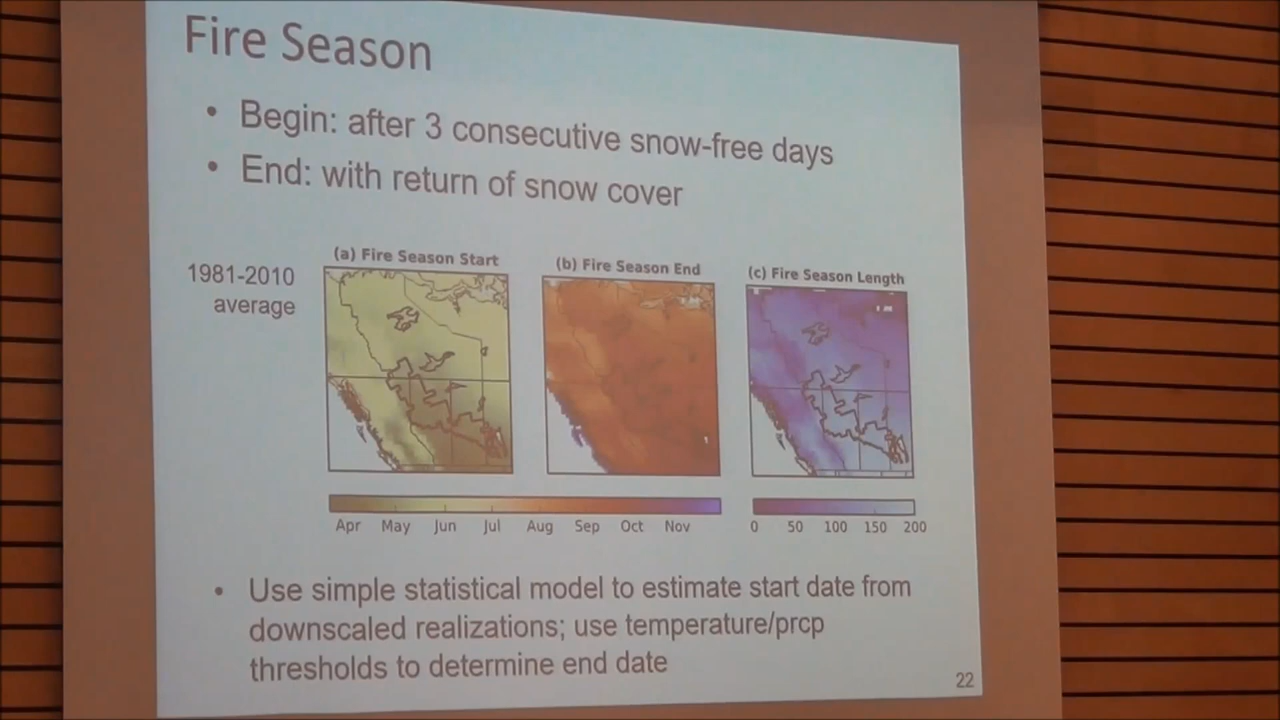 Fire Season
• Begin: after 3 consecutive snow-free days
• End: with return of snow cover
1981-2010
average
(a) Fire Season Start
(b) Fire Season End
(c) Fire Season Length
Apr May Jun Jul Aug Sep Oct Nov
0 50 100 150 200
• Use simple statistical model to estimate start date from
downscaled realizations; use temperature/prcp
thresholds to determine end date
22